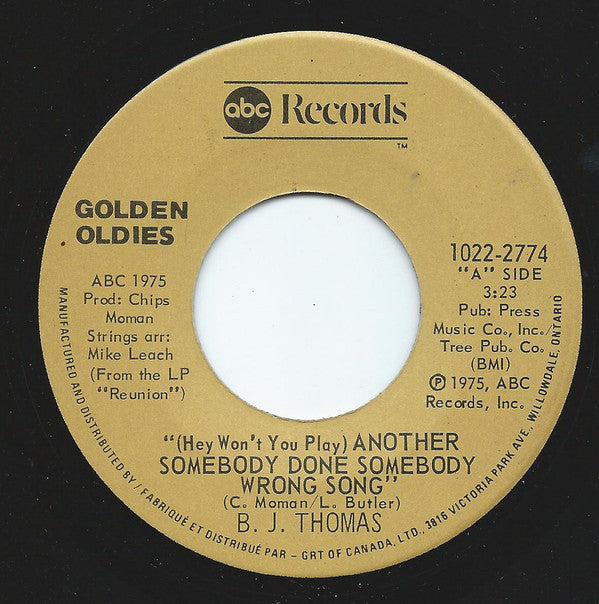 abc Records
TM
GOLDEN
OLDIES
ABC 1975
Prod: Chips
Moman
Strings arr:
Mike Leach
(From the LP
"Reunion")
1022-2774
"A" SIDE
3:23
Pub: Press
Music Co., Inc./
Tree Pub. Co.
(BMI)
℗ 1975, ABC
Records, Inc.
"(Hey Won't You Play) ANOTHER
SOMEBODY DONE SOMEBODY
WRONG SONG"
(C. Moman/L. Butler)
B. J. THOMAS
MANUFACTURED AND DISTRIBUTED BY / FABRIQUÉ ET DISTRIBUÉ PAR - GRT OF CANADA, LTD., 3816 VICTORIA PARK AVE., WILLOWDALE, ONTARIO